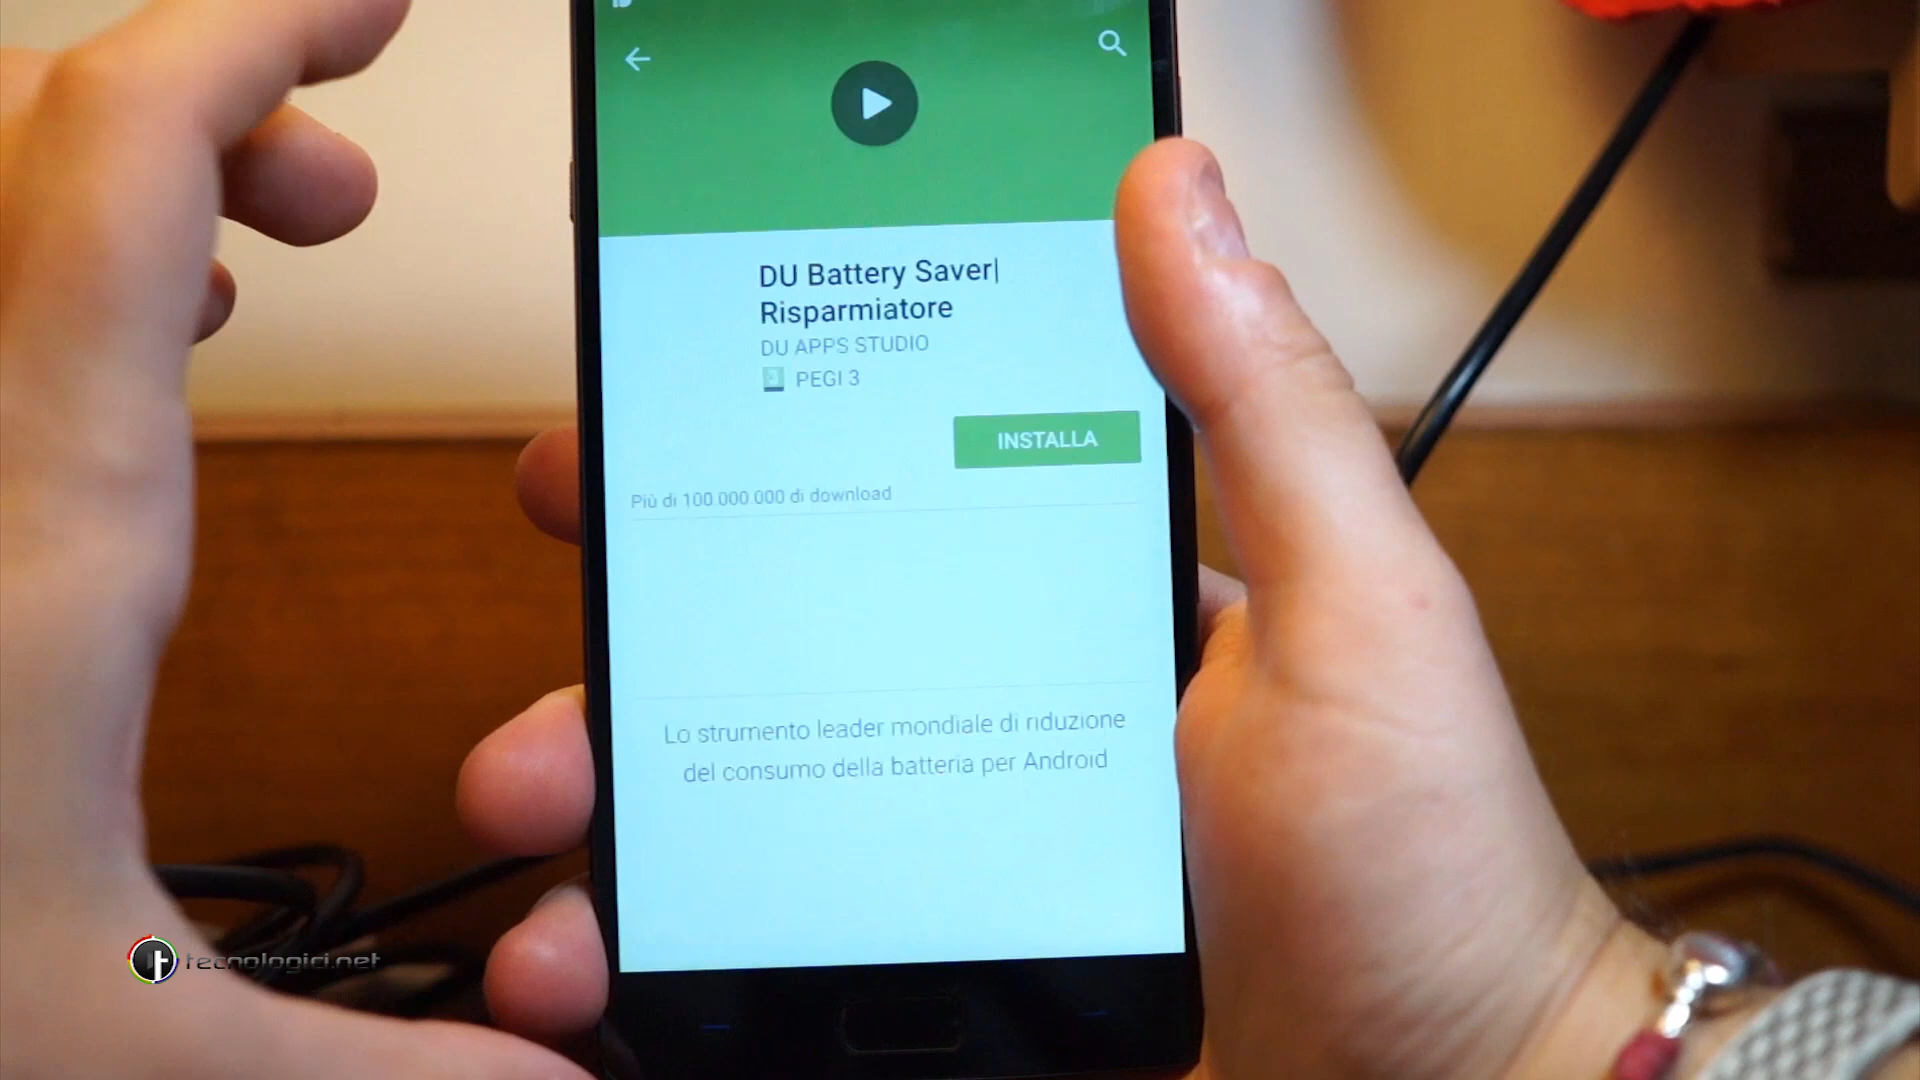 DU Battery Saver|
Risparmiatore
DU APPS STUDIO
3 PEGI 3
INSTALLA
Più di 100.000.000 di download
Lo strumento leader mondiale di riduzione
del consumo della batteria per Android
tecnologici.net